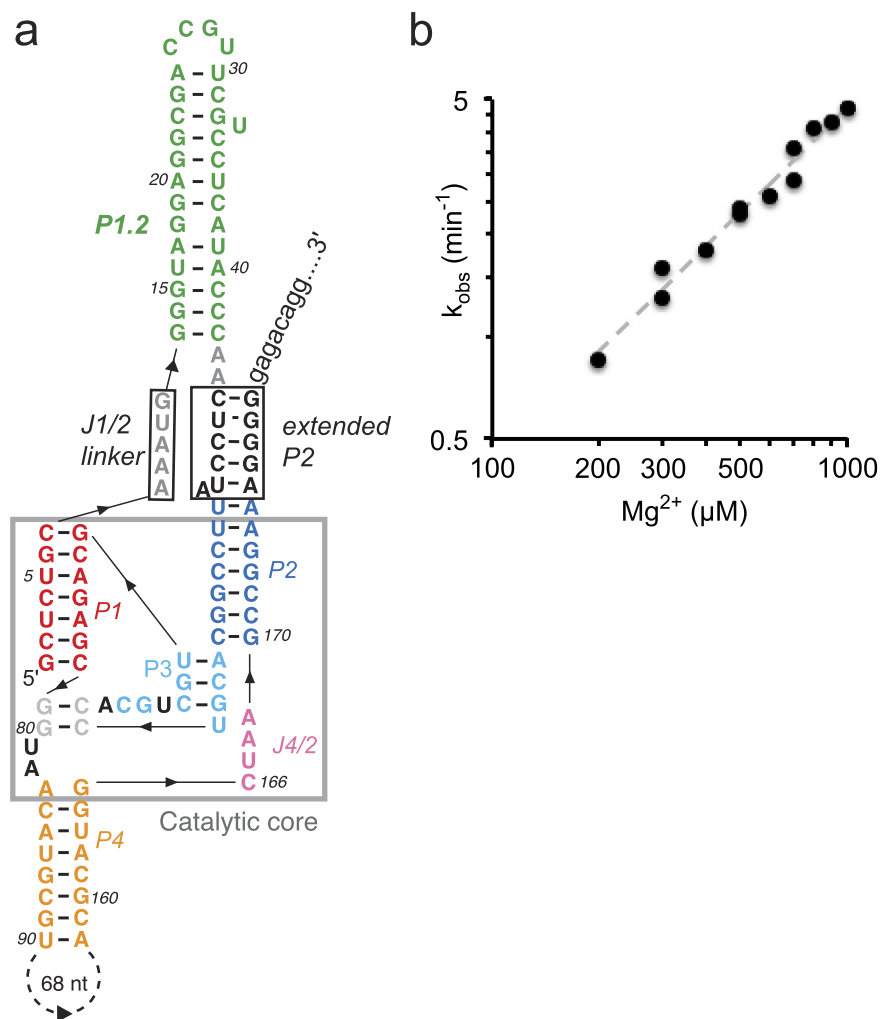 a
C C G U
A – U 30
G – C
C – G U
G – C
G – C
20 A – U
G – C
G A
A – U
U – A 40
15 G – C
G – C
G – C
P1.2
A
A
gagacagg....3'
J1/2
linker
G
U
A
A
A
C – G
U – G
C – G
C – G
A U – A
extended
P2
U – A
U – A
C – G
C – G
G – C
G – C
C – G 170
P2
C – G
G – C
5 U – A
C – G
U – A
C – G
5' G – C
P1
P3
U – A
G – C
C – G
U
G – C A C G U
80 G – C
U
A
A
A
U
C 166
J4/2
Catalytic core
A G
C – G
A – U
U – A
G – C
C – G 160
G – C
90 U – A
P4
68 nt
b
5
0.5
k obs (min-1)
100 200 300 500 1000
Mg2+ (µM)